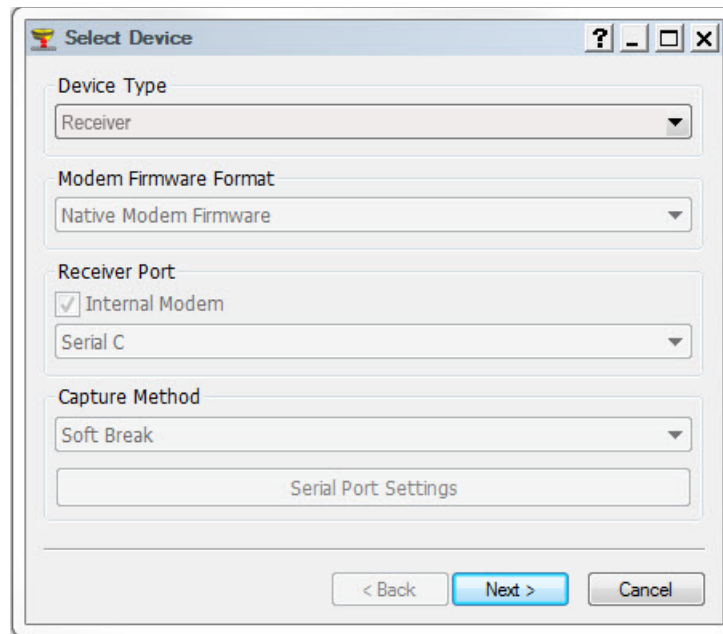 Select Device
?
Device Type
Receiver
Modem Firmware Format
Native Modem Firmware
Receiver Port
Internal Modem
Serial C
Capture Method
Soft Break
Serial Port Settings
< Back Next > Cancel